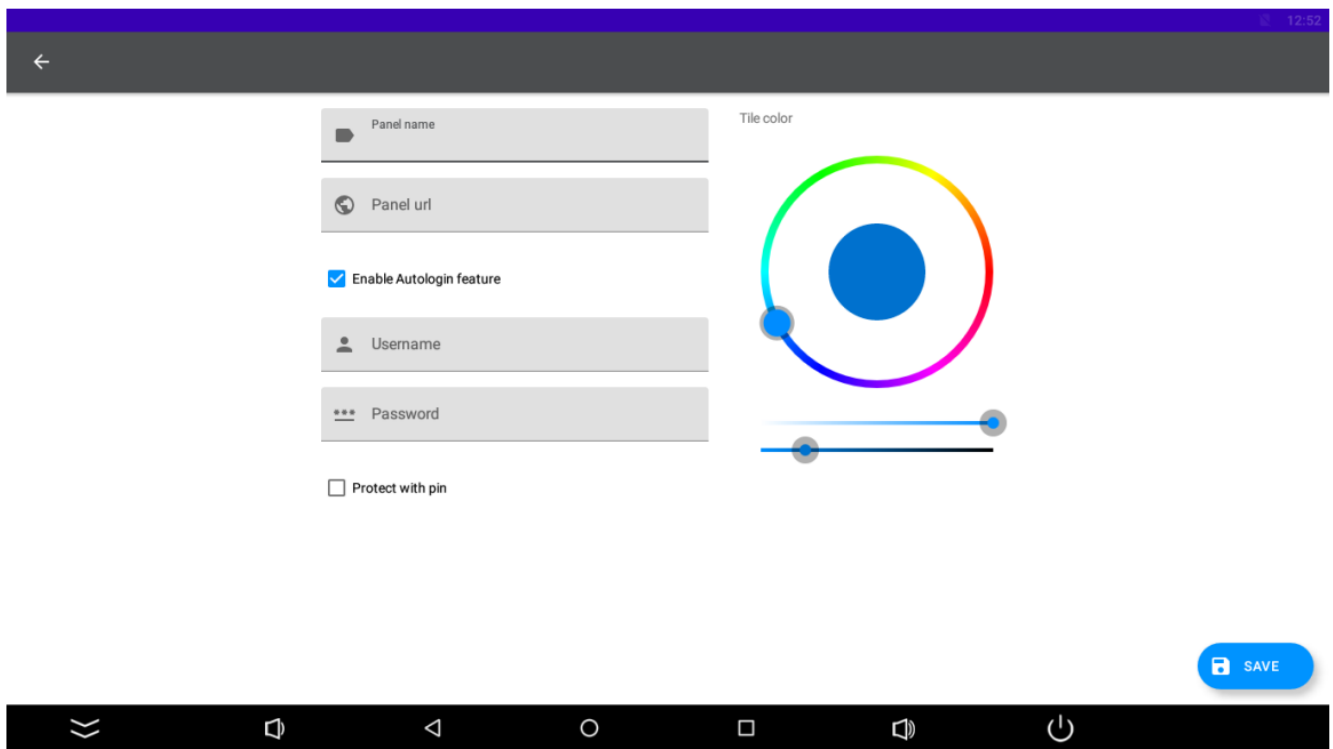 12:52
Panel name
Tile color
Panel url
Enable Autologin feature
Username
Password
Protect with pin
SAVE